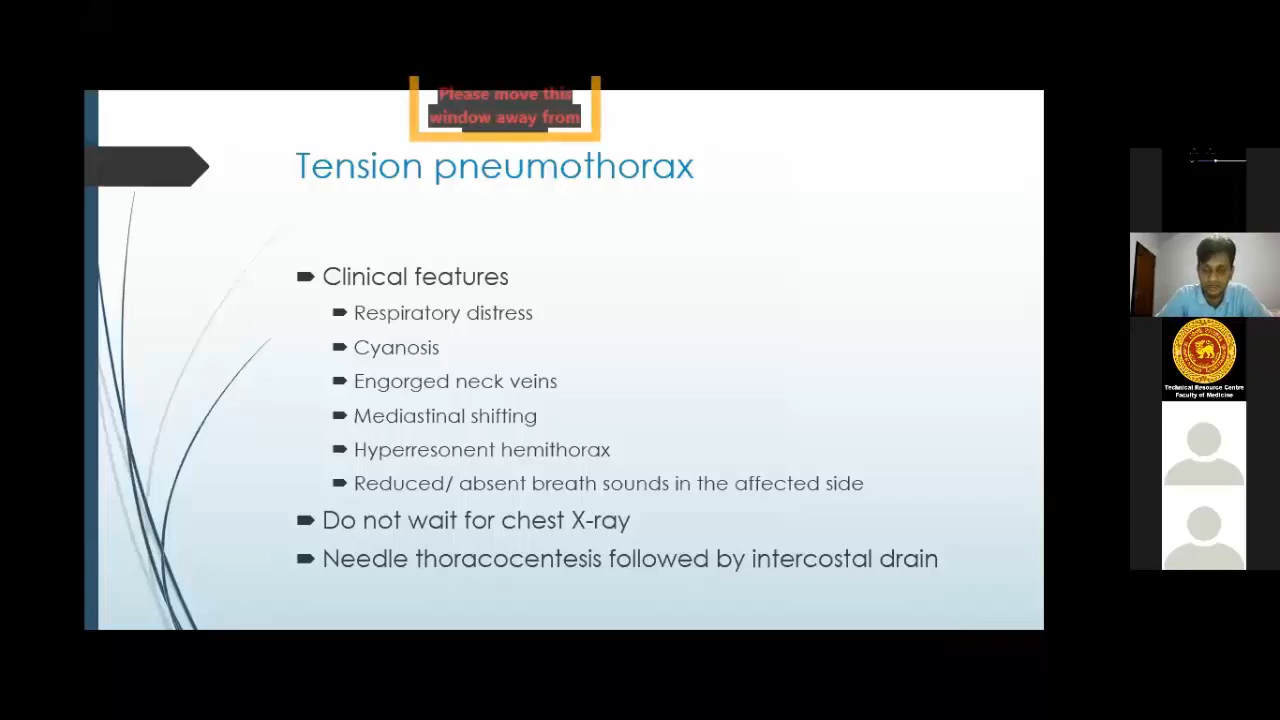 Please move this
window away from
Tension pneumothorax
Clinical features
Respiratory distress
Cyanosis
Engorged neck veins
Mediastinal shifting
Hyperresonent hemithorax
Reduced/ absent breath sounds in the affected side
Do not wait for chest X-ray
Needle thoracocentesis followed by intercostal drain
Technical Resource Centre
Faculty of Medicine